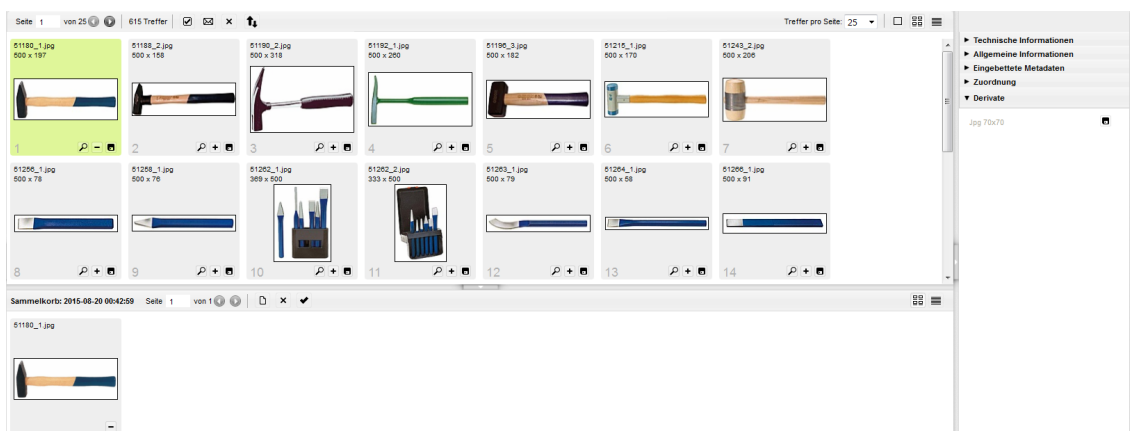 Seite 1 von 25 615 Treffer Treffer pro Seite: 25
51180_1.jpg
500 x 197
1
51188_2.jpg
500 x 158
2
51190_2.jpg
500 x 318
3
51192_1.jpg
500 x 260
4
51196_3.jpg
500 x 182
5
51215_1.jpg
500 x 170
6
51243_2.jpg
500 x 206
7
51256_1.jpg
500 x 78
8
51258_1.jpg
500 x 76
9
51262_1.jpg
369 x 500
10
51262_2.jpg
333 x 500
11
51263_1.jpg
500 x 79
12
51264_1.jpg
500 x 58
13
51266_1.jpg
500 x 91
14
Technische Informationen
Allgemeine Informationen
Eingebettete Metadaten
Zuordnung
Derivate
Jpg 70x70
Sammelkorb: 2015-08-20 00:42:59 Seite 1 von 1
51180_1.jpg